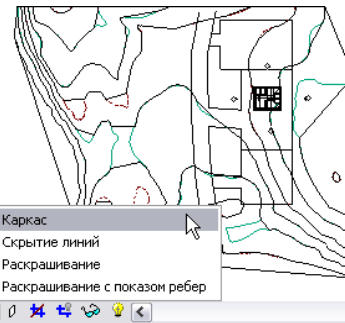 Каркас
Скрытие линий
Раскрашивание
Раскрашивание с показом ребер